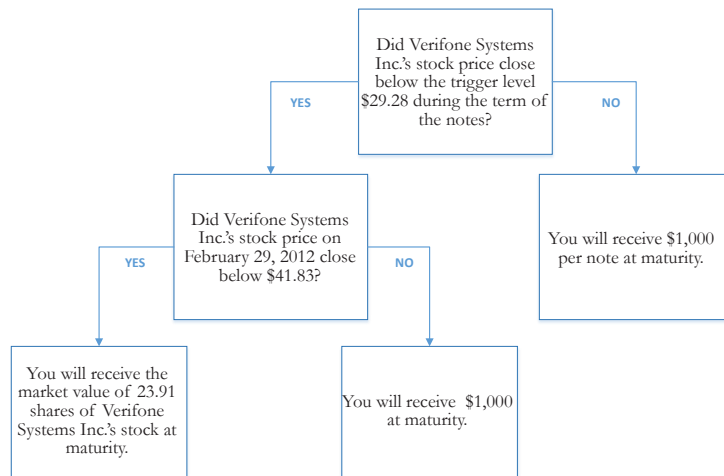 Did Verifone Systems
Inc.'s stock price close
below the trigger level
$29.28 during the term of
the notes?
YES
NO
Did Verifone Systems
Inc.'s stock price on
February 29, 2012 close
below $41.83?
You will receive $1,000
per note at maturity.
YES
NO
You will receive the
market value of 23.91
shares of Verifone
Systems Inc.'s stock at
maturity.
You will receive $1,000
at maturity.